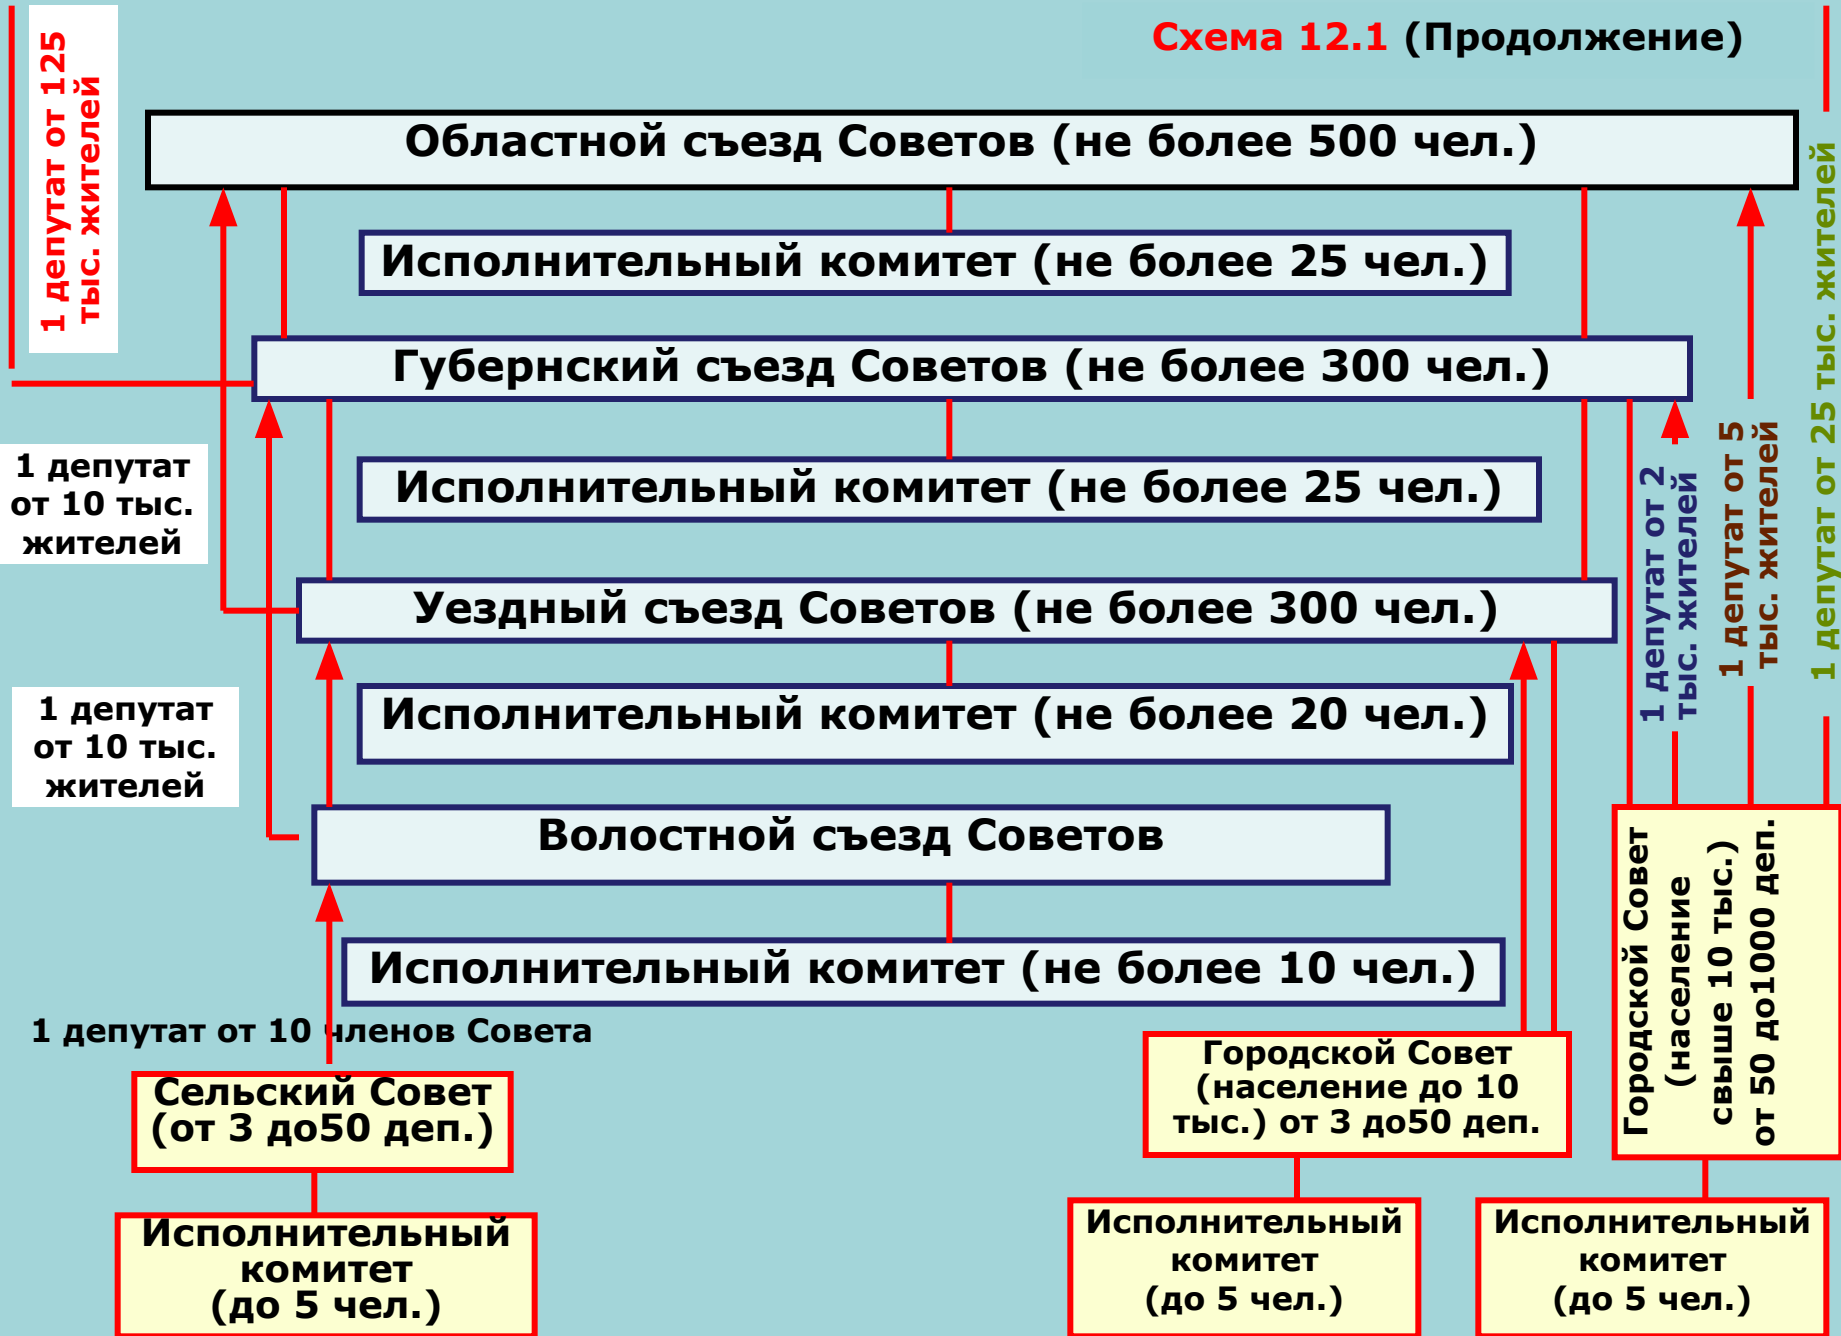 Схема 12.1 (Продолжение)
1 депутат от 125
тыс. жителей
Областной съезд Советов (не более 500 чел.)
Исполнительный комитет (не более 25 чел.)
Губернский съезд Советов (не более 300 чел.)
1 депутат
от 10 тыс.
жителей
Исполнительный комитет (не более 25 чел.)
Уездный съезд Советов (не более 300 чел.)
1 депутат от 2
тыс. жителей
1 депутат от 5
тыс. жителей
1 депутат от 25 тыс. жителей
1 депутат
от 10 тыс.
жителей
Исполнительный комитет (не более 20 чел.)
Волостной съезд Советов
Исполнительный комитет (не более 10 чел.)
1 депутат от 10 членов Совета
Сельский Совет
(от 3 до50 деп.)
Исполнительный
комитет
(до 5 чел.)
Городской Совет
(население до 10
тыс.) от 3 до50 деп.
Исполнительный
комитет
(до 5 чел.)
Городской Совет
(население
свыше 10 тыс.)
от 50 до1000 деп.
Исполнительный
комитет
(до 5 чел.)